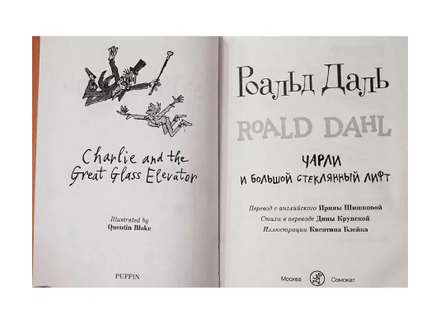 Charlie and the
Great Glass Elevator
Illustrated by
Quentin Blake
PUFFIN
Роальд Даль
ROALD DAHL
ЧАРЛИ
И БОЛЬШОЙ СТЕКЛЯННЫЙ ЛИФТ
Перевод с английского Ирины Шишковой
Стихи в переводе Дины Крупской
Иллюстрации Квентина Блейка
Москва Самокат